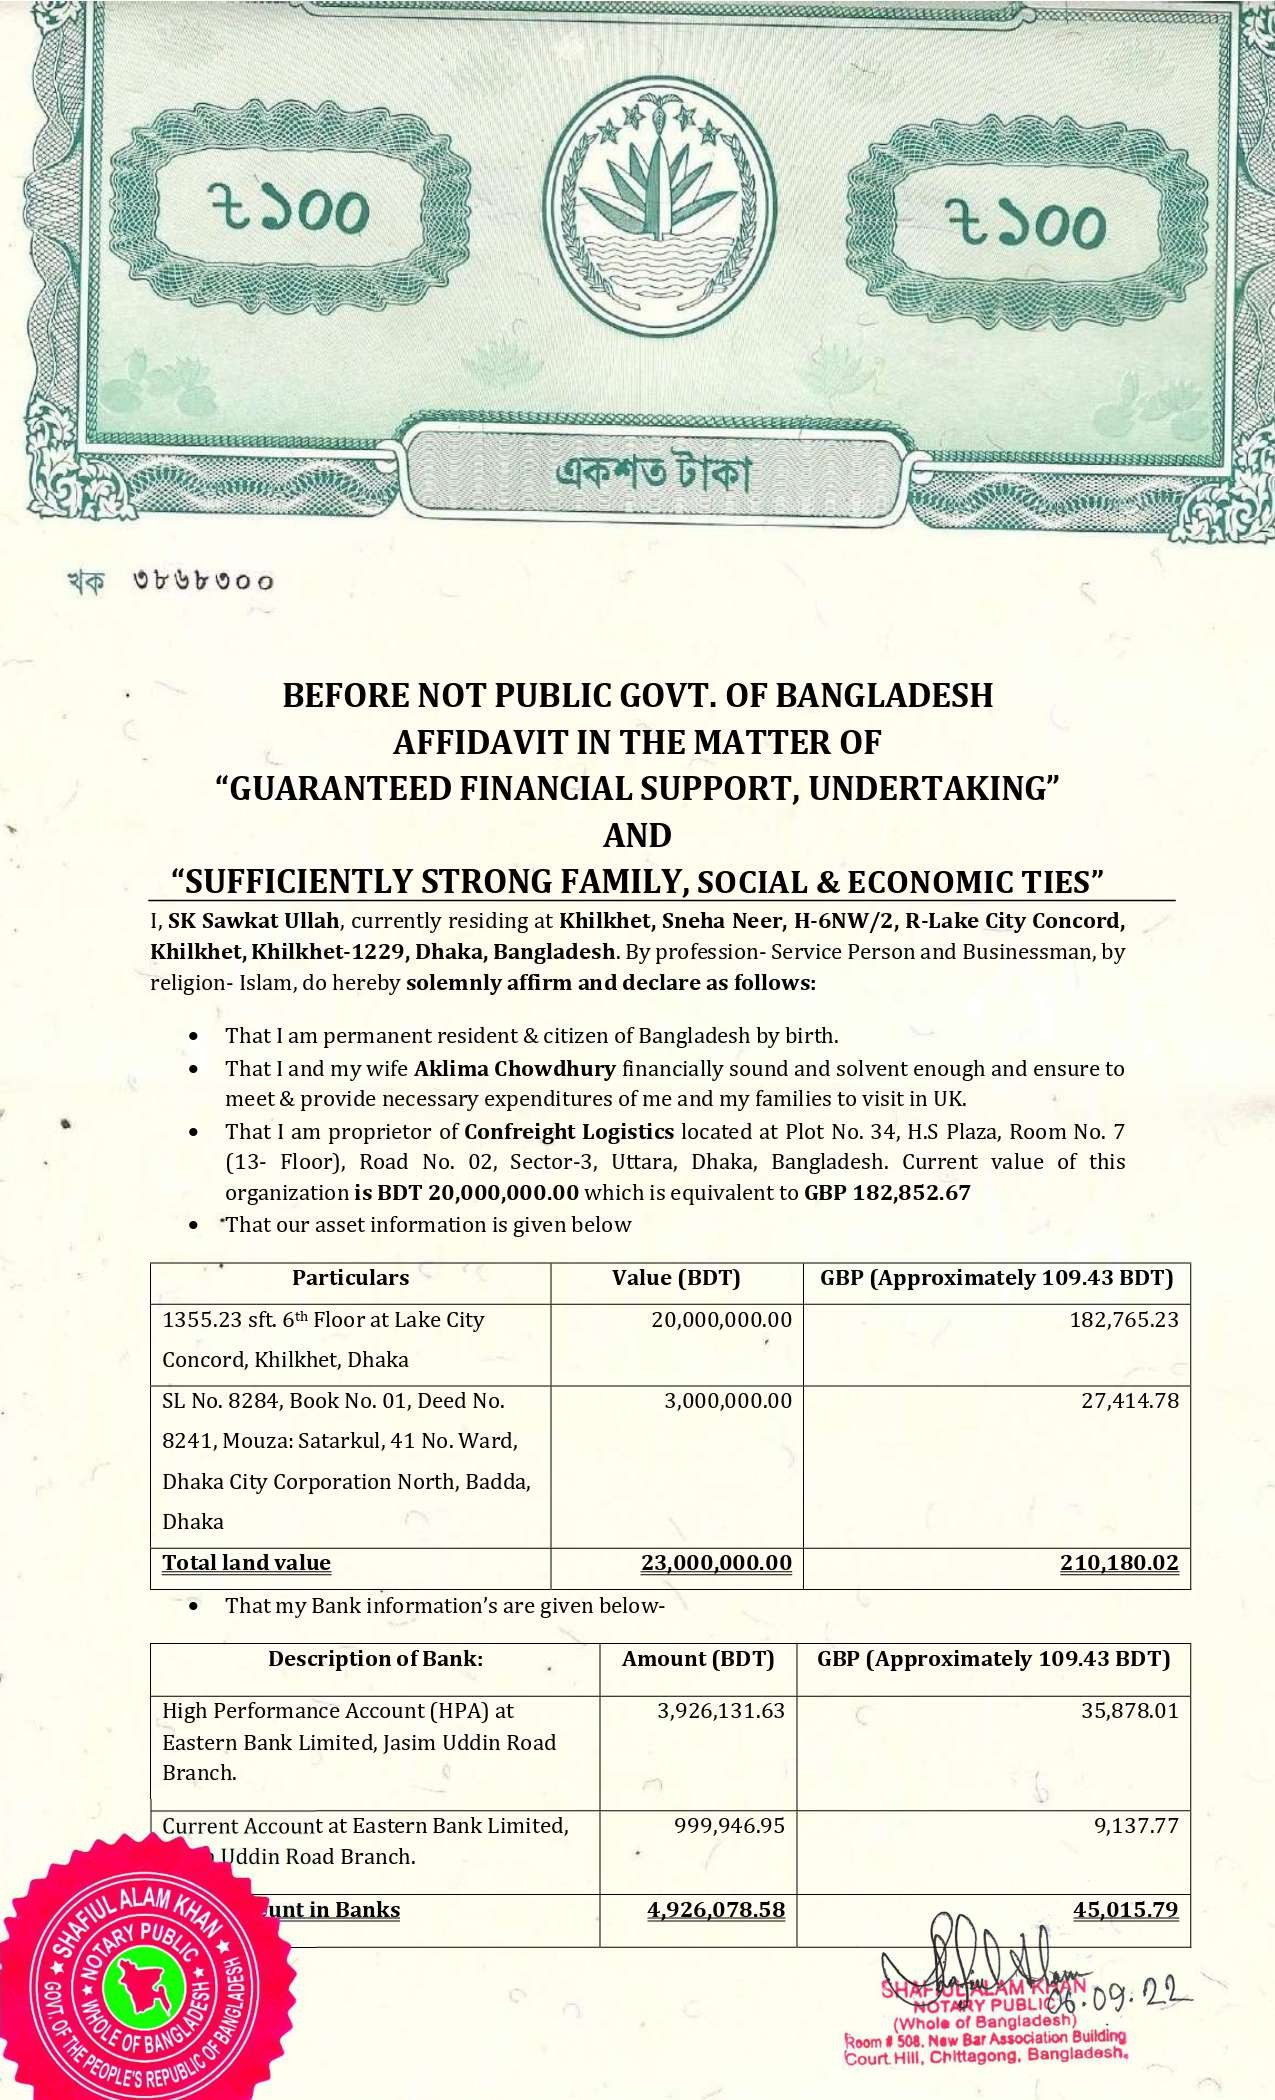 ৳১০০
৳১০০
একশত টাকা
খক ৩৮৬৮৩০০
BEFORE NOT PUBLIC GOVT. OF BANGLADESH
AFFIDAVIT IN THE MATTER OF
“GUARANTEED FINANCIAL SUPPORT, UNDERTAKING”
AND
“SUFFICIENTLY STRONG FAMILY, SOCIAL & ECONOMIC TIES”
I, SK Sawkat Ullah, currently residing at Khilkhet, Sneha Neer, H-6NW/2, R-Lake City Concord,
Khilkhet, Khilkhet-1229, Dhaka, Bangladesh. By profession- Service Person and Businessman, by
religion- Islam, do hereby solemnly affirm and declare as follows:
• That I am permanent resident & citizen of Bangladesh by birth.
• That I and my wife Aklima Chowdhury financially sound and solvent enough and ensure to
meet & provide necessary expenditures of me and my families to visit in UK.
• That I am proprietor of Confreight Logistics located at Plot No. 34, H.S Plaza, Room No. 7
(13- Floor), Road No. 02, Sector-3, Uttara, Dhaka, Bangladesh. Current value of this
organization is BDT 20,000,000.00 which is equivalent to GBP 182,852.67
• That our asset information is given below
Particulars Value (BDT) GBP (Approximately 109.43 BDT)
1355.23 sft. 6th Floor at Lake City 20,000,000.00 182,765.23
Concord, Khilkhet, Dhaka
SL No. 8284, Book No. 01, Deed No. 3,000,000.00 27,414.78
8241, Mouza: Satarkul, 41 No. Ward,
Dhaka City Corporation North, Badda,
Dhaka
Total land value 23,000,000.00 210,180.02
• That my Bank information’s are given below-
Description of Bank: Amount (BDT) GBP (Approximately 109.43 BDT)
High Performance Account (HPA) at 3,926,131.63 35,878.01
Eastern Bank Limited, Jasim Uddin Road
Branch.
Current Account at Eastern Bank Limited, 999,946.95 9,137.77
Uddin Road Branch.
unt in Banks 4,926,078.58 45,015.79
SHAFIUL ALAM KHAN
NOTARY PUBLIC
WHOLE OF BANGLADESH
GOVT. OF THE PEOPLE'S REPUBLIC OF BANGLADESH
Shafiul Alam
06.09.22
SHAFIUL ALAM KHAN
NOTARY PUBLIC
(Whole of Bangladesh)
Room # 508, New Bar Association Building
Court Hill, Chittagong, Bangladesh.